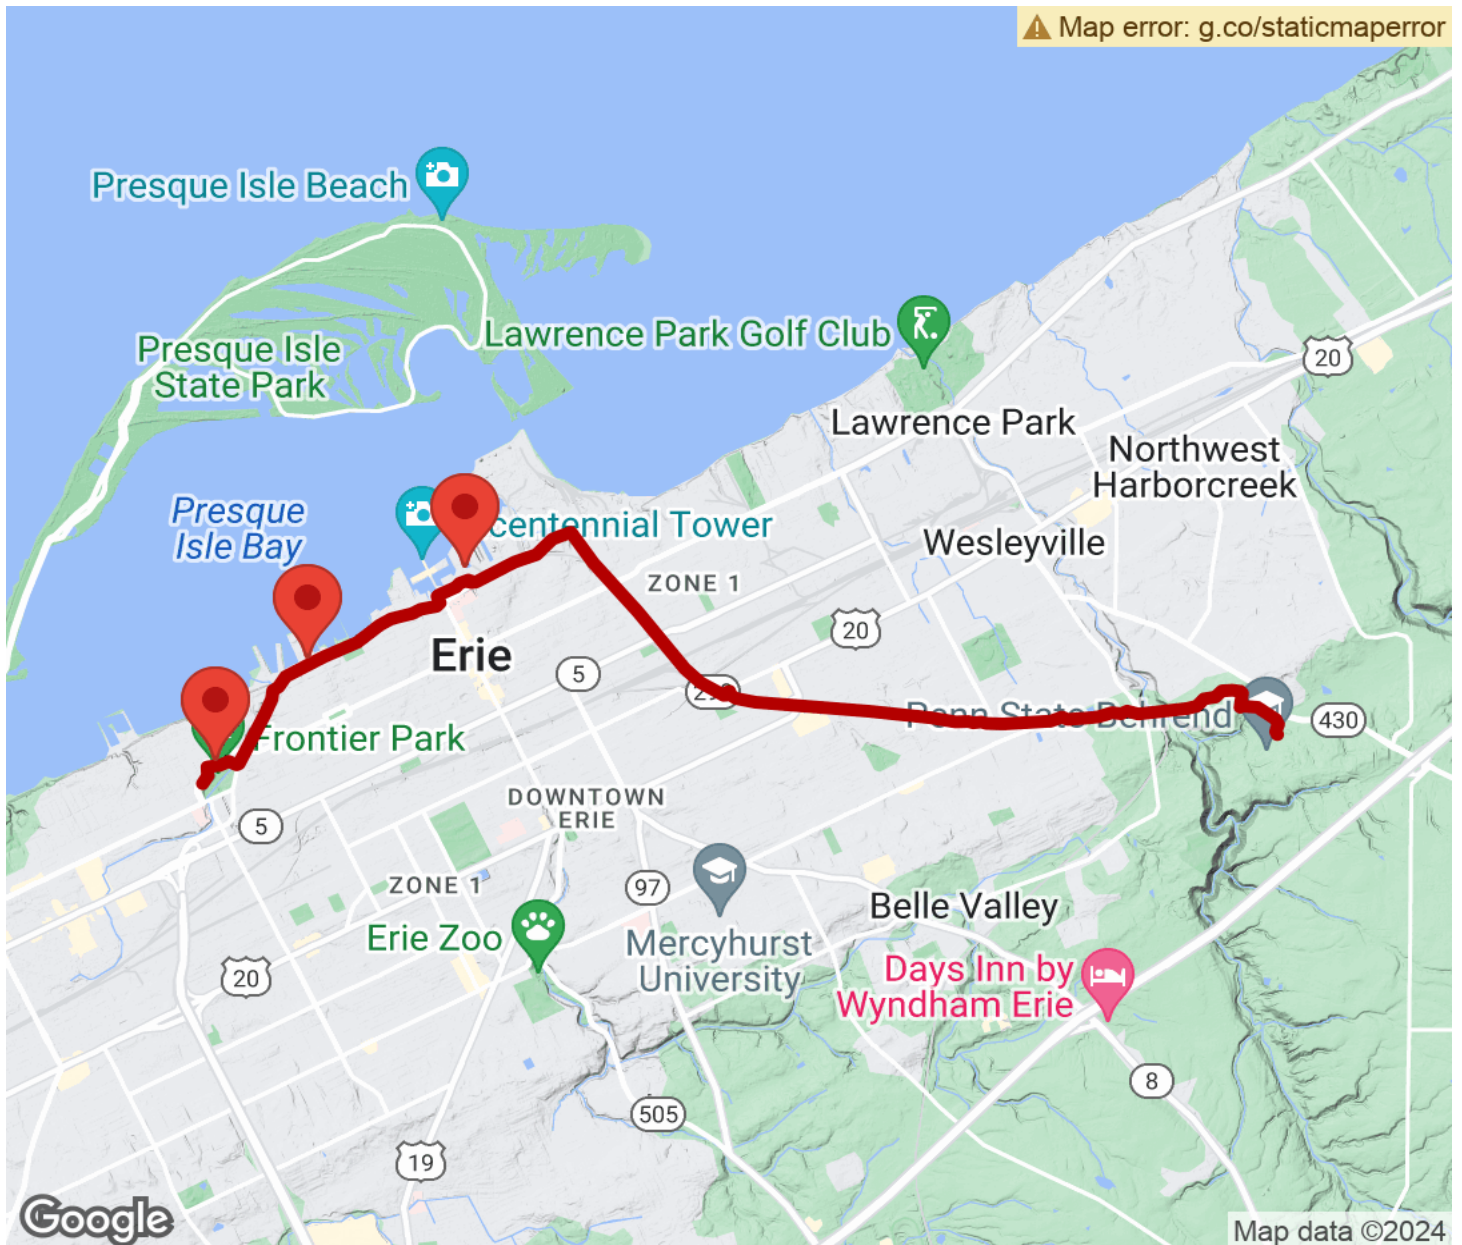 Map error: g.co/staticmaperror
Presque Isle Beach
Presque Isle
State Park
Lawrence Park Golf Club
20
Lawrence Park
Northwest
Harborcreek
Presque
Isle Bay
centennial Tower
Wesleyville
ZONE 1
20
Erie
5
Penn State Behrend
430
Frontier Park
DOWNTOWN
ERIE
5
ZONE 1
97
Belle Valley
Erie Zoo
Mercyhurst
University
Days Inn by
Wyndham Erie
20
8
505
19
Google
Map data ©2024